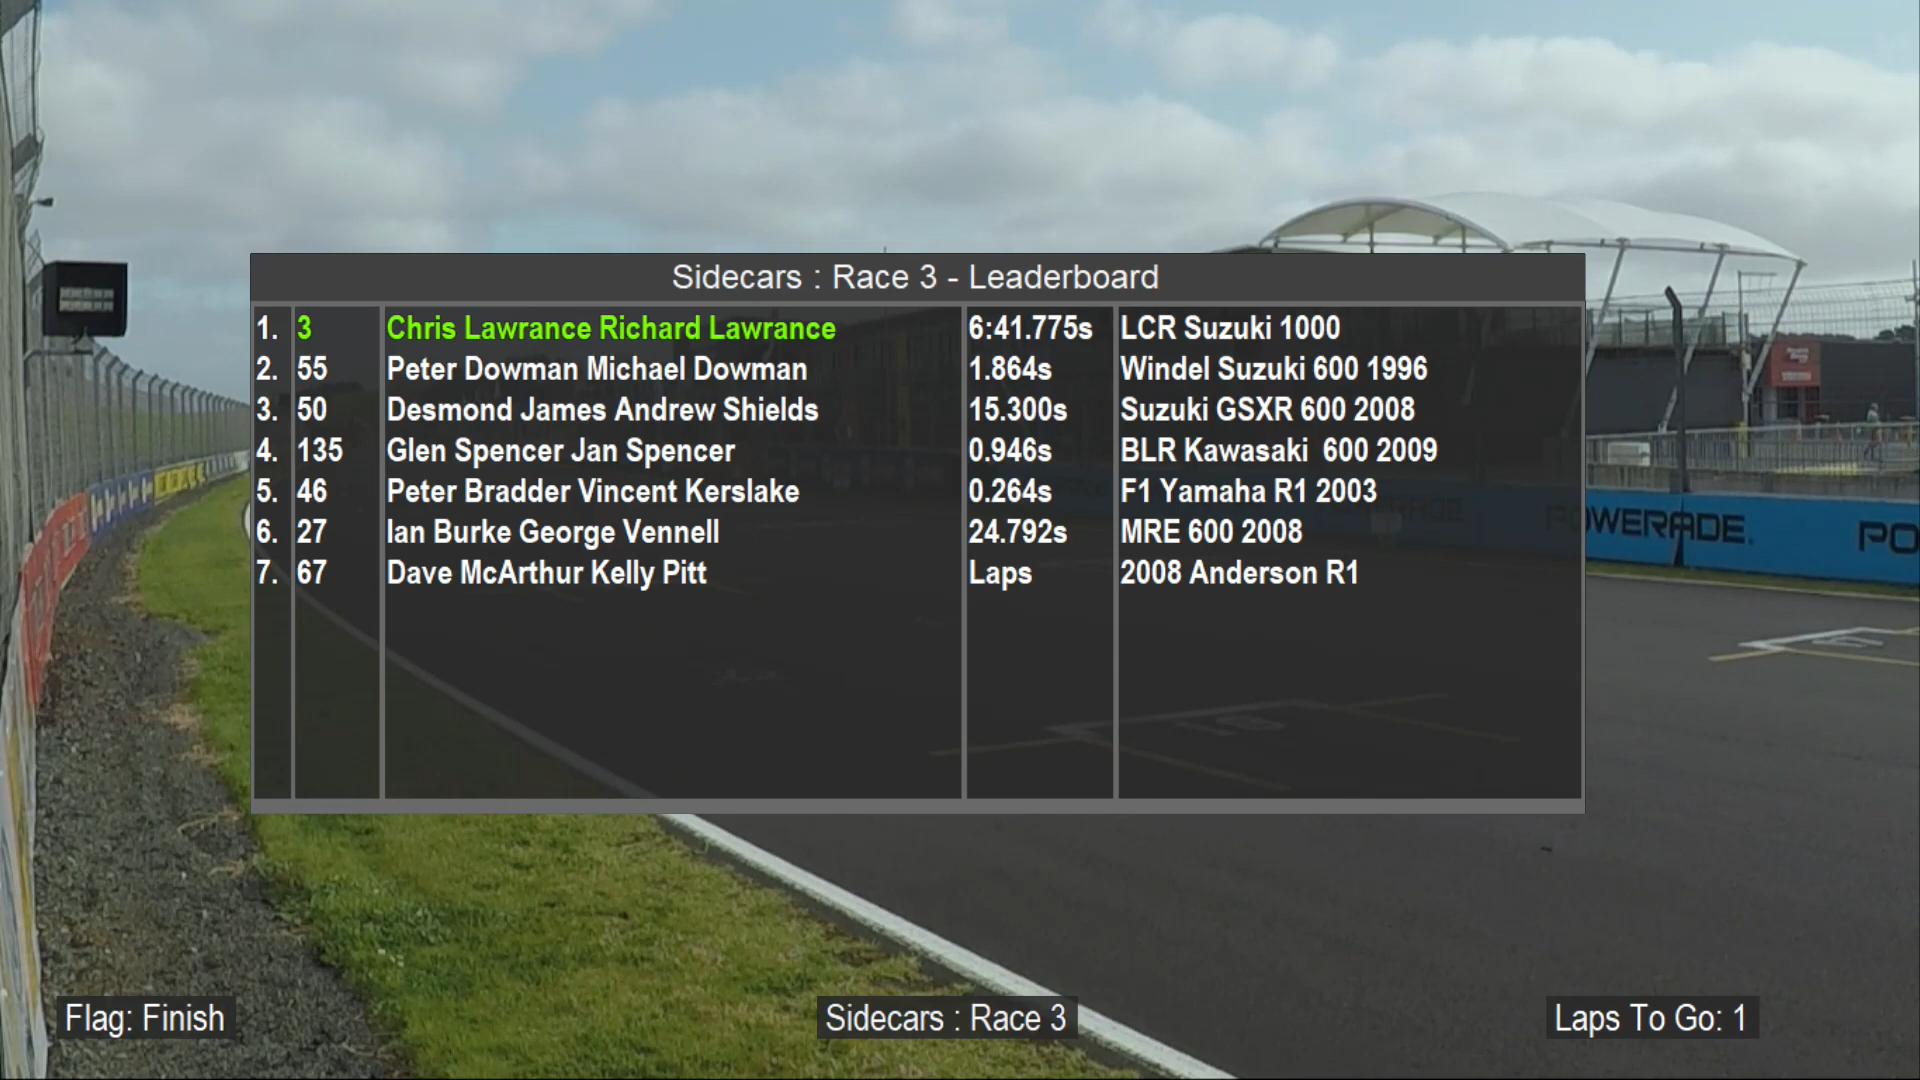 Sidecars : Race 3 - Leaderboard
1. 3 Chris Lawrance Richard Lawrance 6:41.775s LCR Suzuki 1000
2. 55 Peter Dowman Michael Dowman 1.864s Windel Suzuki 600 1996
3. 50 Desmond James Andrew Shields 15.300s Suzuki GSXR 600 2008
4. 135 Glen Spencer Jan Spencer 0.946s BLR Kawasaki  600 2009
5. 46 Peter Bradder Vincent Kerslake 0.264s F1 Yamaha R1 2003
6. 27 Ian Burke George Vennell 24.792s MRE 600 2008
7. 67 Dave McArthur Kelly Pitt Laps 2008 Anderson R1
POWERADE
PO
Flag: Finish
Sidecars : Race 3
Laps To Go: 1